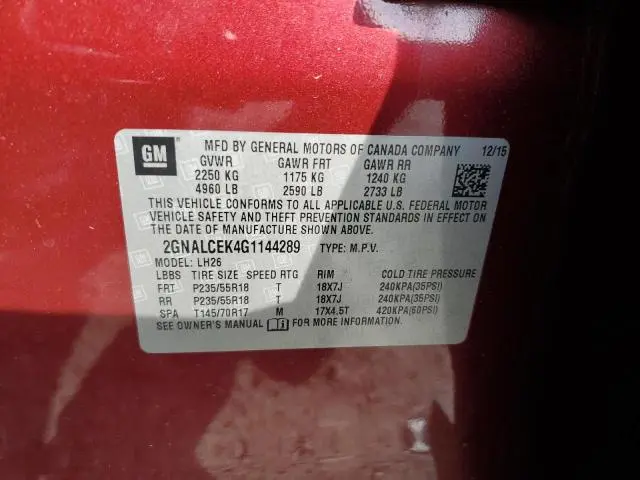 GM
MFD BY GENERAL MOTORS OF CANADA COMPANY 12/15
GVWR GAWR FRT GAWR RR
2250 KG 1175 KG 1240 KG
4960 LB 2590 LB 2733 LB
THIS VEHICLE CONFORMS TO ALL APPLICABLE U.S. FEDERAL MOTOR
VEHICLE SAFETY AND THEFT PREVENTION STANDARDS IN EFFECT ON
THE DATE OF MANUFACTURE SHOWN ABOVE.
2GNALCEK4G1144289 TYPE: M.P.V.
MODEL: LH26
LBBS TIRE SIZE SPEED RTG RIM COLD TIRE PRESSURE
FRT P235/55R18 T 18X7J 240KPA(35PSI)
RR P235/55R18 T 18X7J 240KPA(35PSI)
SPA T145/70R17 M 17X4.5T 420KPA(60PSI)
SEE OWNER'S MANUAL FOR MORE INFORMATION.